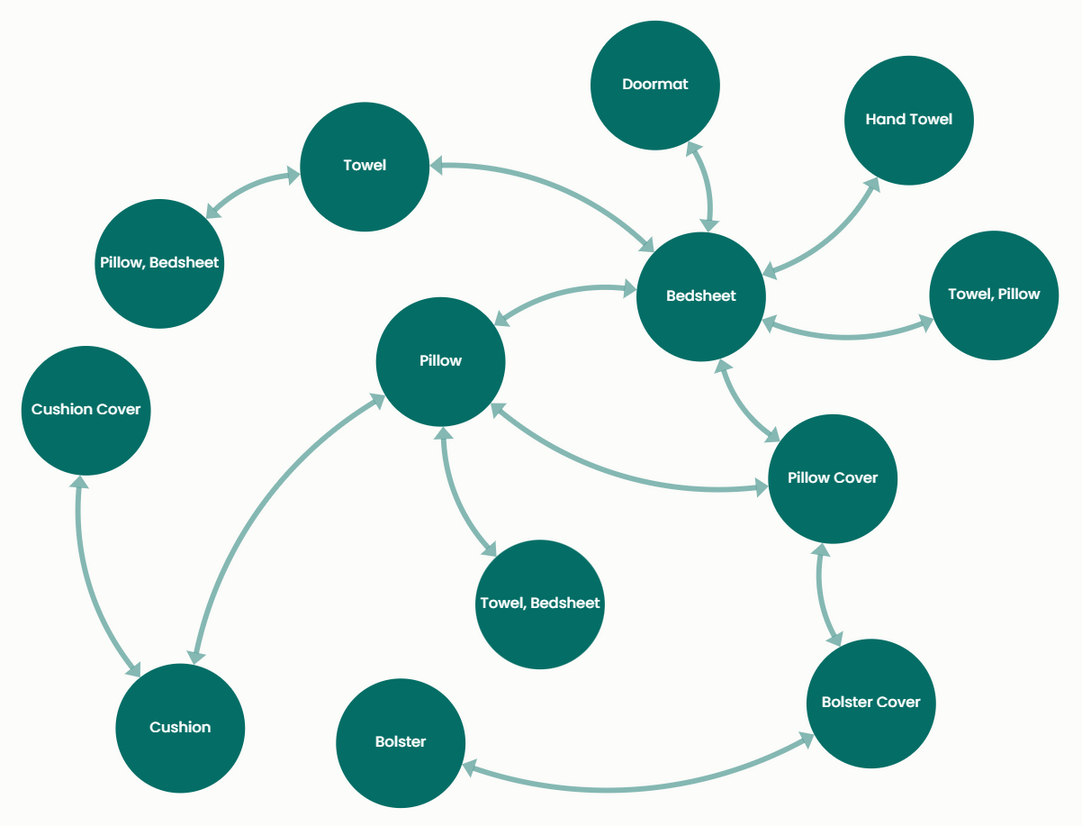 Doormat
Hand Towel
Towel
Pillow, Bedsheet
Bedsheet
Towel, Pillow
Pillow
Cushion Cover
Pillow Cover
Towel, Bedsheet
Bolster Cover
Cushion
Bolster